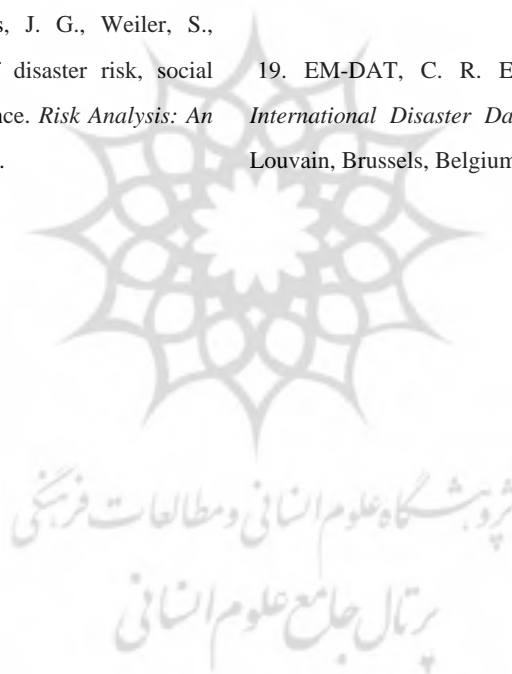 s, J. G., Weiler, S.,
disaster risk, social
nce. Risk Analysis: An
.
19. EM-DAT, C. R. E
International Disaster Da
Louvain, Brussels, Belgium
پژوهشگاه علوم انسانی و مطالعات فرهنگی
پرتال جامع علوم انسانی